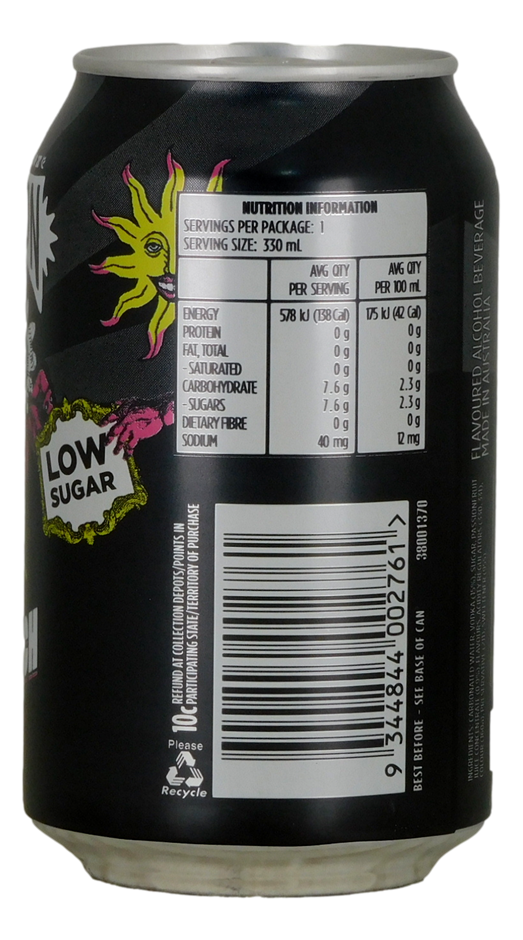 LOW
SUGAR
NUTRITION INFORMATION
SERVINGS PER PACKAGE: 1
SERVING SIZE: 330 mL
AVG QTY PER SERVING AVG QTY PER 100 mL
ENERGY 578 kJ (138 Cal) 175 kJ (42 Cal)
PROTEIN 0 g 0 g
FAT, TOTAL 0 g 0 g
- SATURATED 0 g 0 g
CARBOHYDRATE 7.6 g 2.3 g
- SUGARS 7.6 g 2.3 g
DIETARY FIBRE 0 g 0 g
SODIUM 40 mg 12 mg
10c REFUND AT COLLECTION DEPOTS/POINTS IN
PARTICIPATING STATE/TERRITORY OF PURCHASE
Please
Recycle
9 344844 002761 >
BEST BEFORE - SEE BASE OF CAN 38001370
FLAVOURED ALCOHOL BEVERAGE
MADE IN AUSTRALIA